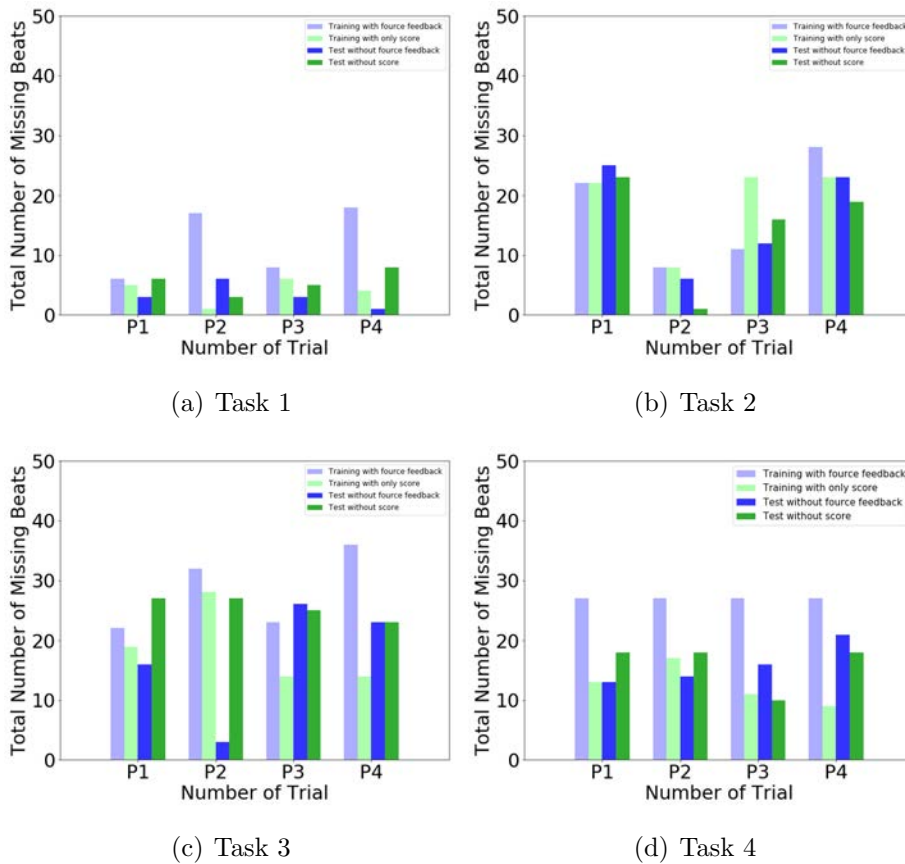 50
40
30
20
10
0
Total Number of Missing Beats
Training with fource feedback
Training with only score
Test without fource feedback
Test without score
P1 P2 P3 P4
Number of Trial
(a) Task 1
50
40
30
20
10
0
Total Number of Missing Beats
Training with fource feedback
Training with only score
Test without fource feedback
Test without score
P1 P2 P3 P4
Number of Trial
(b) Task 2
50
40
30
20
10
0
Total Number of Missing Beats
Training with fource feedback
Training with only score
Test without fource feedback
Test without score
P1 P2 P3 P4
Number of Trial
(c) Task 3
50
40
30
20
10
0
Total Number of Missing Beats
Training with fource feedback
Training with only score
Test without fource feedback
Test without score
P1 P2 P3 P4
Number of Trial
(d) Task 4